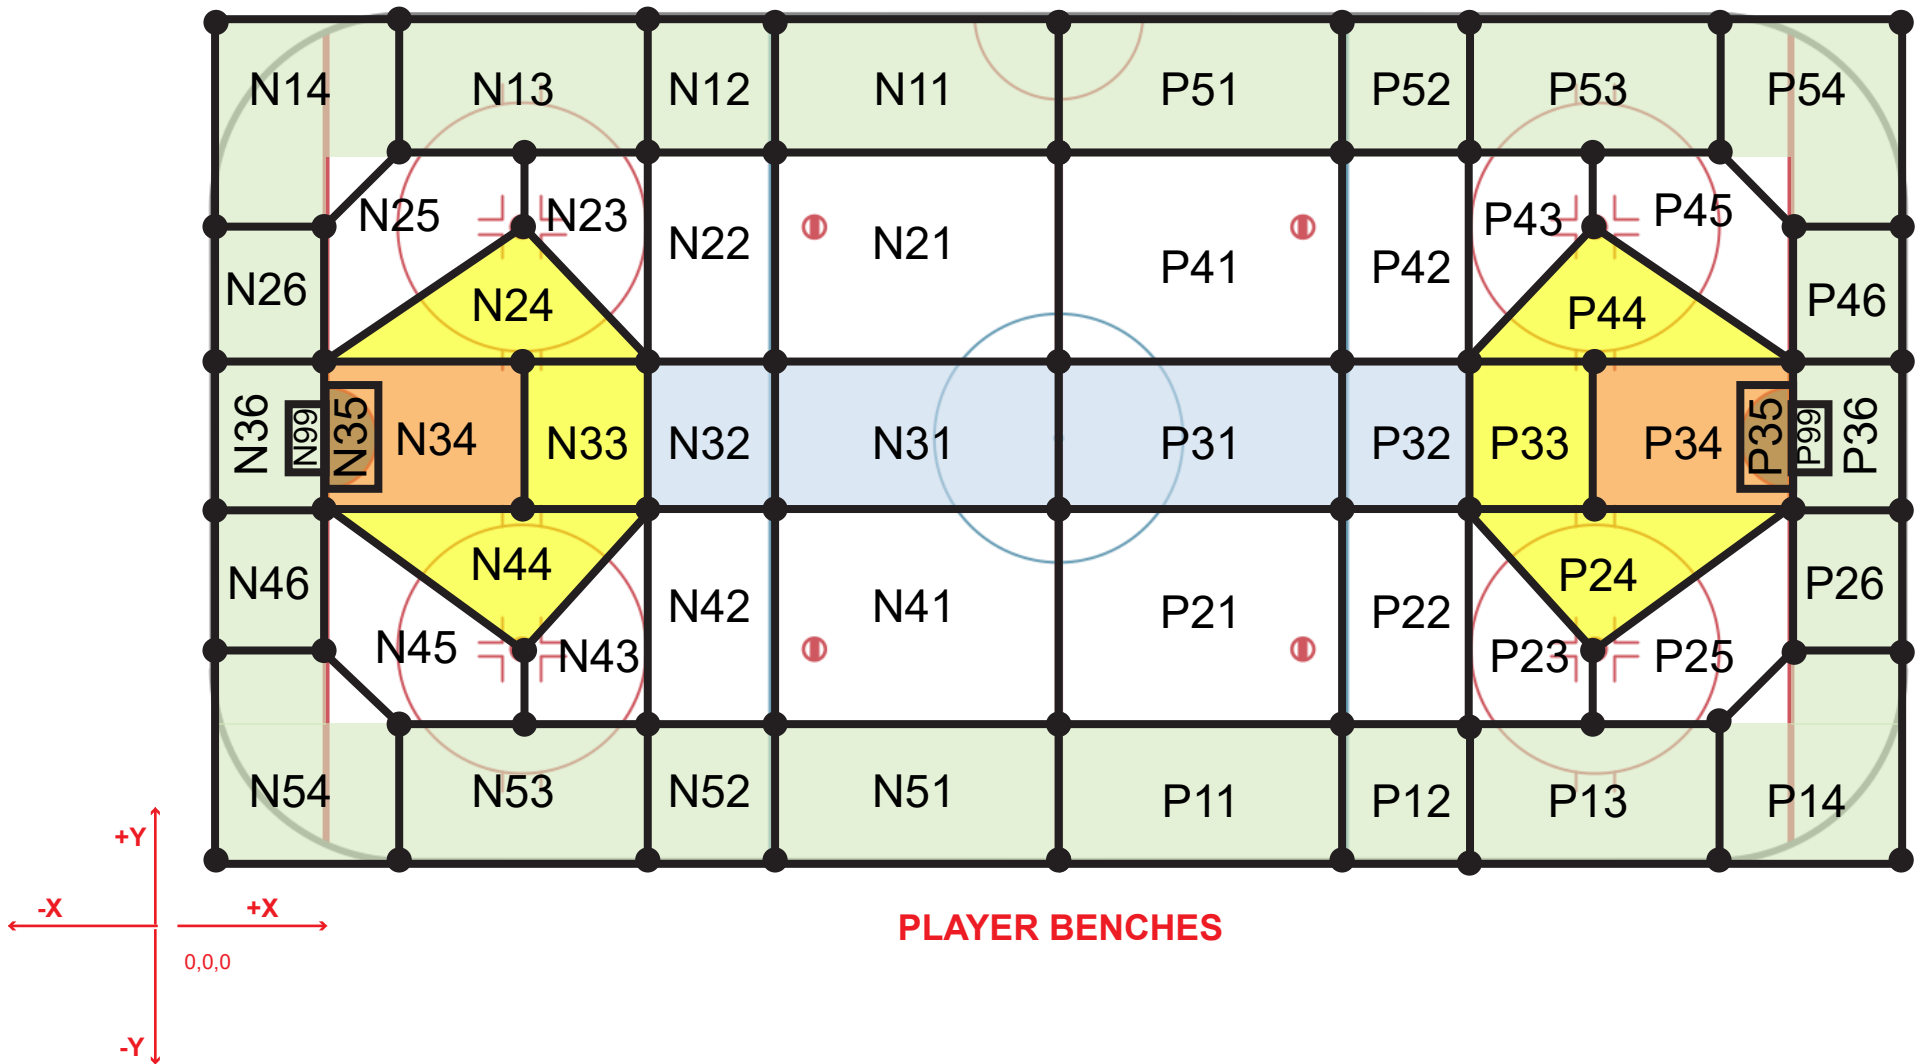 N14 N13 N12 N11 P51 P52 P53 P54
N25 N23 N22 N21 P41 P42 P43 P45
N26 N24 P44 P46
N36 N99 N35 N34 N33 N32 N31 P31 P32 P33 P34 P35 P99 P36
N46 N44 N42 N41 P21 P22 P24 P26
N45 N43 P23 P25
N54 N53 N52 N51 P11 P12 P13 P14
+Y
-X +X
PLAYER BENCHES
0,0,0
-Y